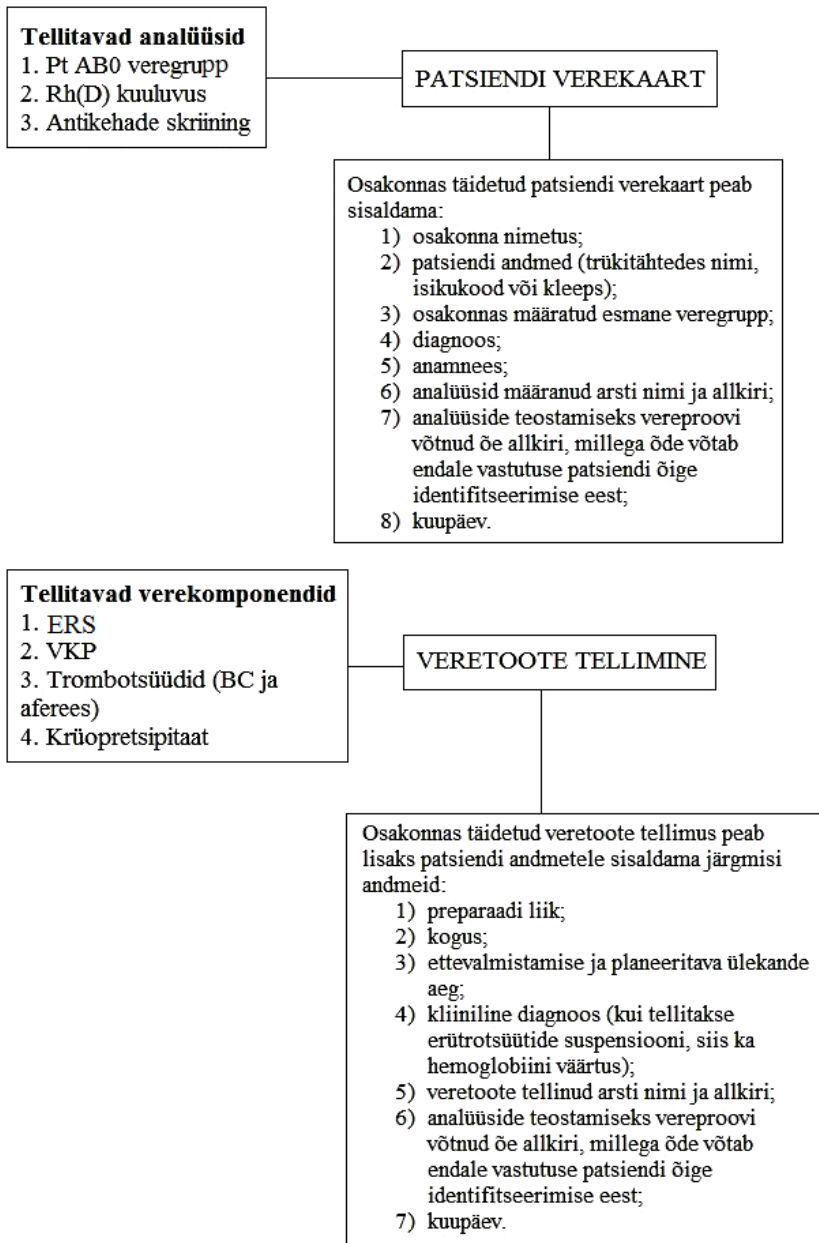 Tellitavad analüüsid
1. Pt AB0 veregrupp
2. Rh(D) kuuluvus
3. Antikehade skriining
PATSIENDI VEREKAART
Osakonnas täidetud patsiendi verekaart peab
sisaldama:
1) osakonna nimetus;
2) patsiendi andmed (trükitähtedes nimi,
isikukood või kleeps);
3) osakonnas määratud esmane veregrupp;
4) diagnoos;
5) anamnees;
6) analüüsid määranud arsti nimi ja allkiri;
7) analüüside teostamiseks vereproovi
võtnud õe allkiri, millega õde võtab
endale vastutuse patsiendi õige
identifitseerimise eest;
8) kuupäev.
Tellitavad verekomponendid
1. ERS
2. VKP
3. Trombotsüüdid (BC ja
aferees)
4. Krüopretsipitaat
VERETOOTE TELLIMINE
Osakonnas täidetud veretoote tellimus peab
lisaks patsiendi andmetele sisaldama järgmisi
andmeid:
1) preparaadi liik;
2) kogus;
3) ettevalmistamise ja planeeritava ülekande
aeg;
4) kliiniline diagnoos (kui tellitakse
erütrotsüütide suspensiooni, siis ka
hemoglobiini väärtus);
5) veretoote tellinud arsti nimi ja allkiri;
6) analüüside teostamiseks vereproovi
võtnud õe allkiri, millega õde võtab
endale vastutuse patsiendi õige
identifitseerimise eest;
7) kuupäev.